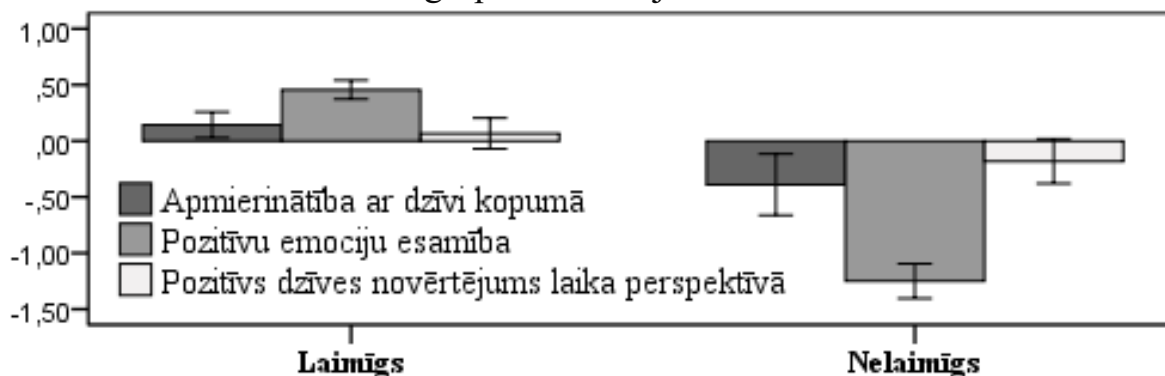 1,00
,50
,00
-,50
-1,00
-1,50
Apmierinātība ar dzīvi kopumā
Pozitīvu emociju esamība
Pozitīvs dzīves novērtējums laika perspektīvā
Laimīgs
Nelaimīgs